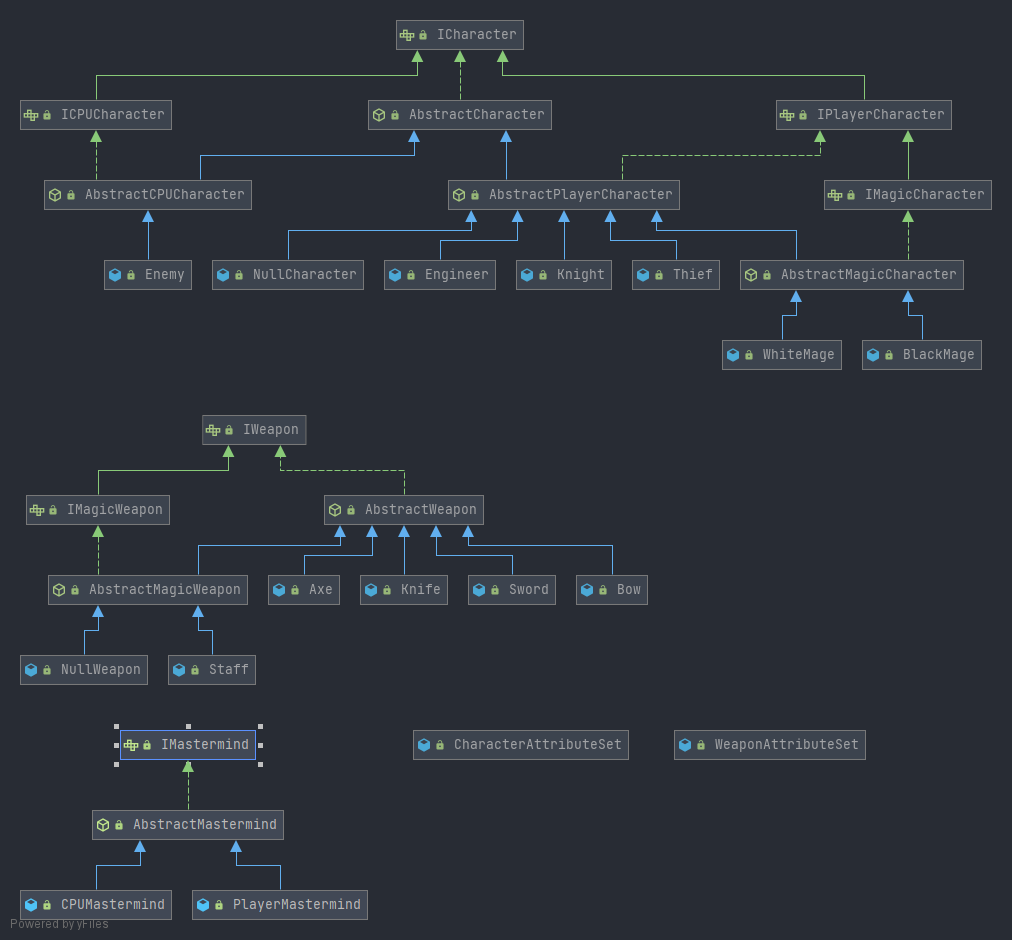 ICharacter
ICPUCharacter
AbstractCharacter
IPlayerCharacter
AbstractCPUCharacter
AbstractPlayerCharacter
IMagicCharacter
Enemy
NullCharacter
Engineer
Knight
Thief
AbstractMagicCharacter
WhiteMage
BlackMage
IWeapon
IMagicWeapon
AbstractWeapon
AbstractMagicWeapon
Axe
Knife
Sword
Bow
NullWeapon
Staff
IMastermind
CharacterAttributeSet
WeaponAttributeSet
AbstractMastermind
CPUMastermind
PlayerMastermind
Powered by yFiles